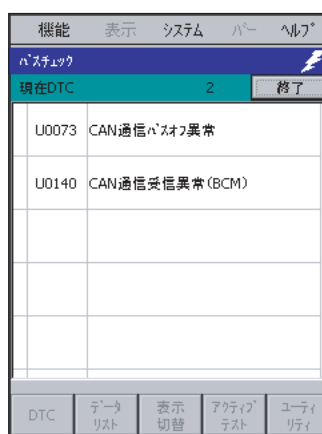 機能 表示 システム バー ヘルプ
バスチェック
現在DTC 2 終了
U0073 CAN通信バスオフ異常
U0140 CAN通信受信異常(BCM)
DTC データリスト 表示切替 アクティブテスト ユーティリティ